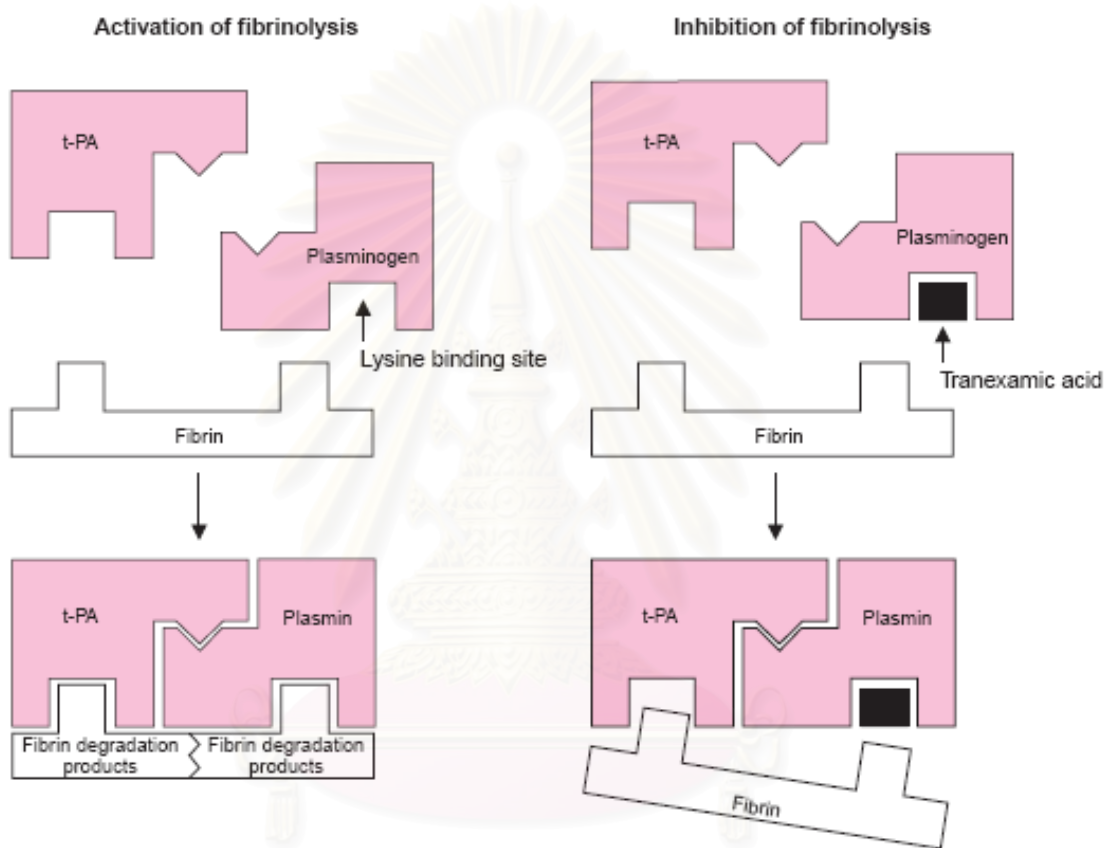 Activation of fibrinolysis
t-PA
Plasminogen
Lysine binding site
Fibrin
t-PA
Plasmin
Fibrin degradation
products
Fibrin degradation
products
Inhibition of fibrinolysis
t-PA
Plasminogen
Tranexamic acid
Fibrin
t-PA
Plasmin
Fibrin